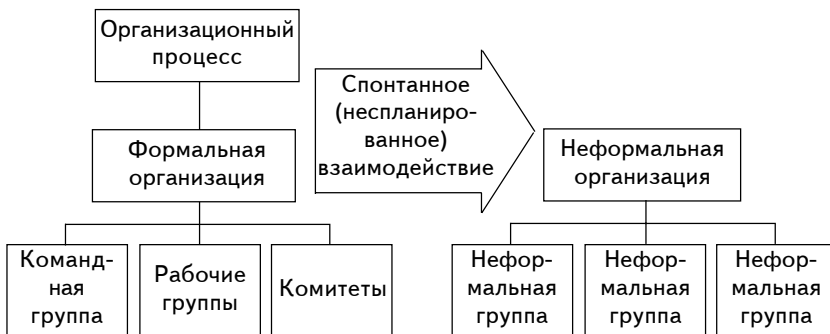 Организационный
процесс
Спонтанное
(неспланиро-
ванное)
взаимодействие
Формальная
организация
Неформальная
организация
Команд-
ная
группа
Рабочие
группы
Комитеты
Нефор-
мальная
группа
Нефор-
мальная
группа
Нефор-
мальная
группа